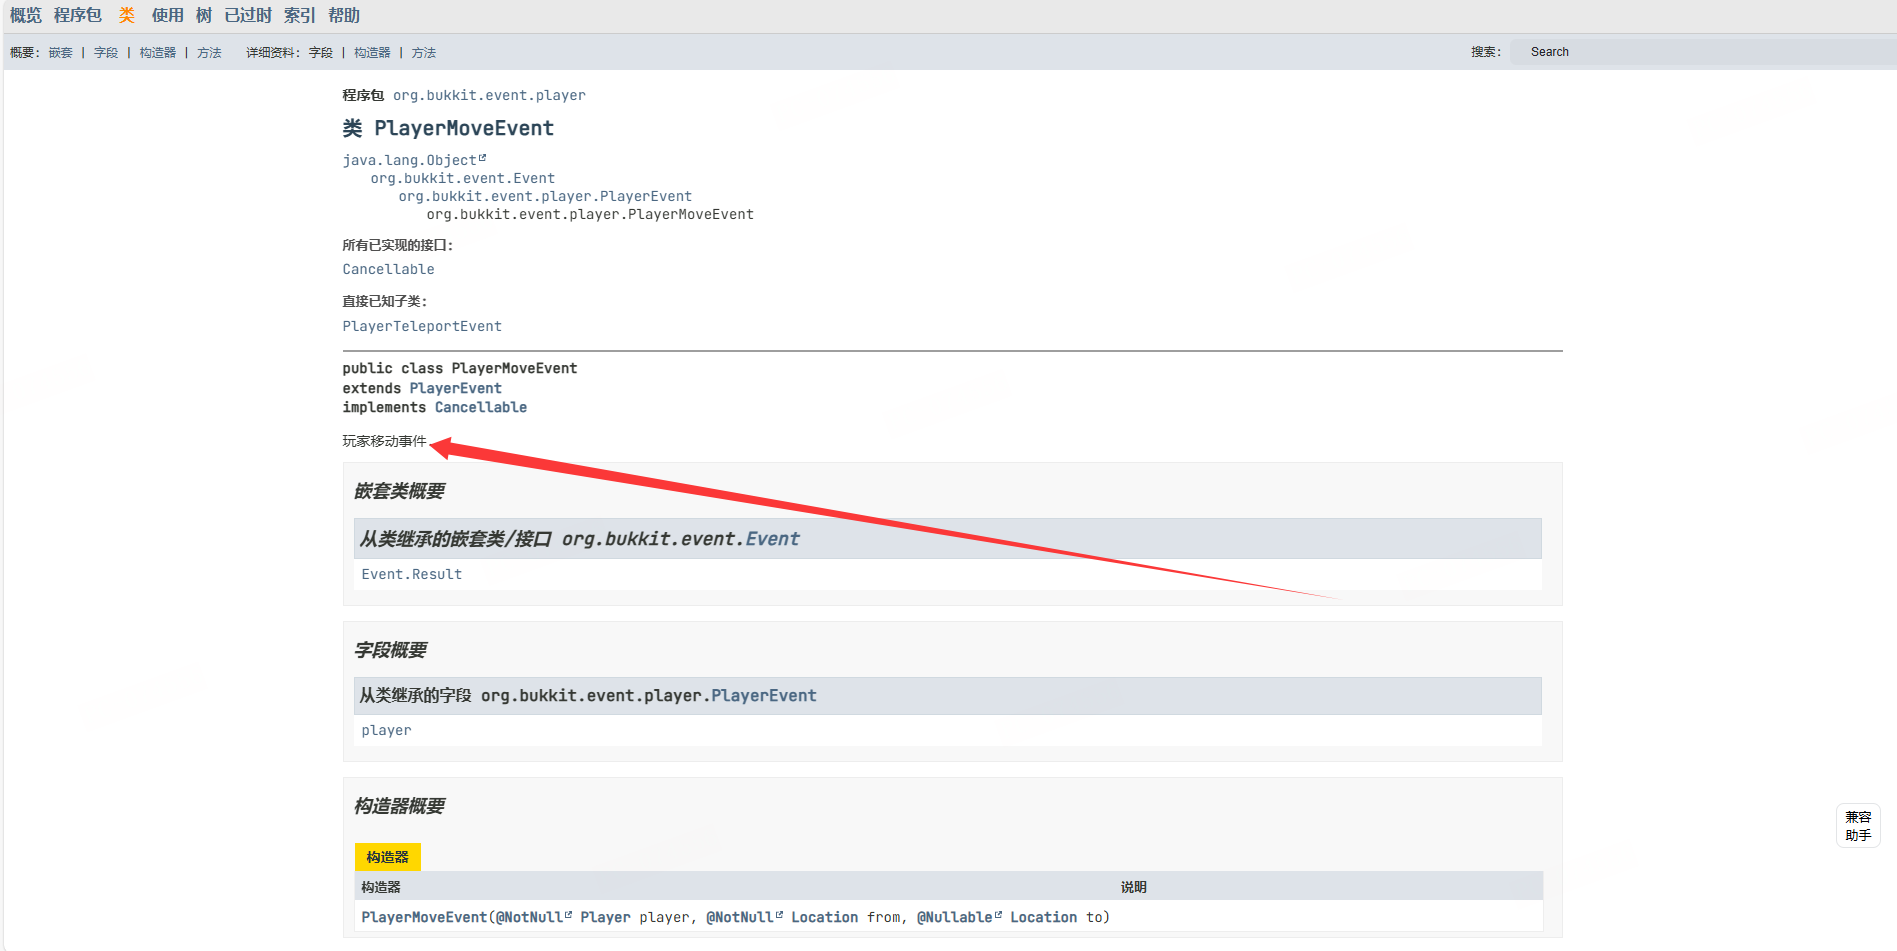 概览 程序包 类 使用 树 已过时 索引 帮助
概要: 嵌套 | 字段 | 构造器 | 方法 详细资料: 字段 | 构造器 | 方法
搜索: Search
程序包 org.bukkit.event.player
类 PlayerMoveEvent
java.lang.Object
org.bukkit.event.Event
org.bukkit.event.player.PlayerEvent
org.bukkit.event.player.PlayerMoveEvent
所有已实现的接口:
Cancellable
直接已知子类:
PlayerTeleportEvent
public class PlayerMoveEvent
extends PlayerEvent
implements Cancellable
玩家移动事件
嵌套类概要
从类继承的嵌套类/接口 org.bukkit.event.Event
Event.Result
字段概要
从类继承的字段 org.bukkit.event.player.PlayerEvent
player
构造器概要
构造器
构造器 说明
PlayerMoveEvent(@NotNull Player player, @NotNull Location from, @Nullable Location to)
兼容
助手